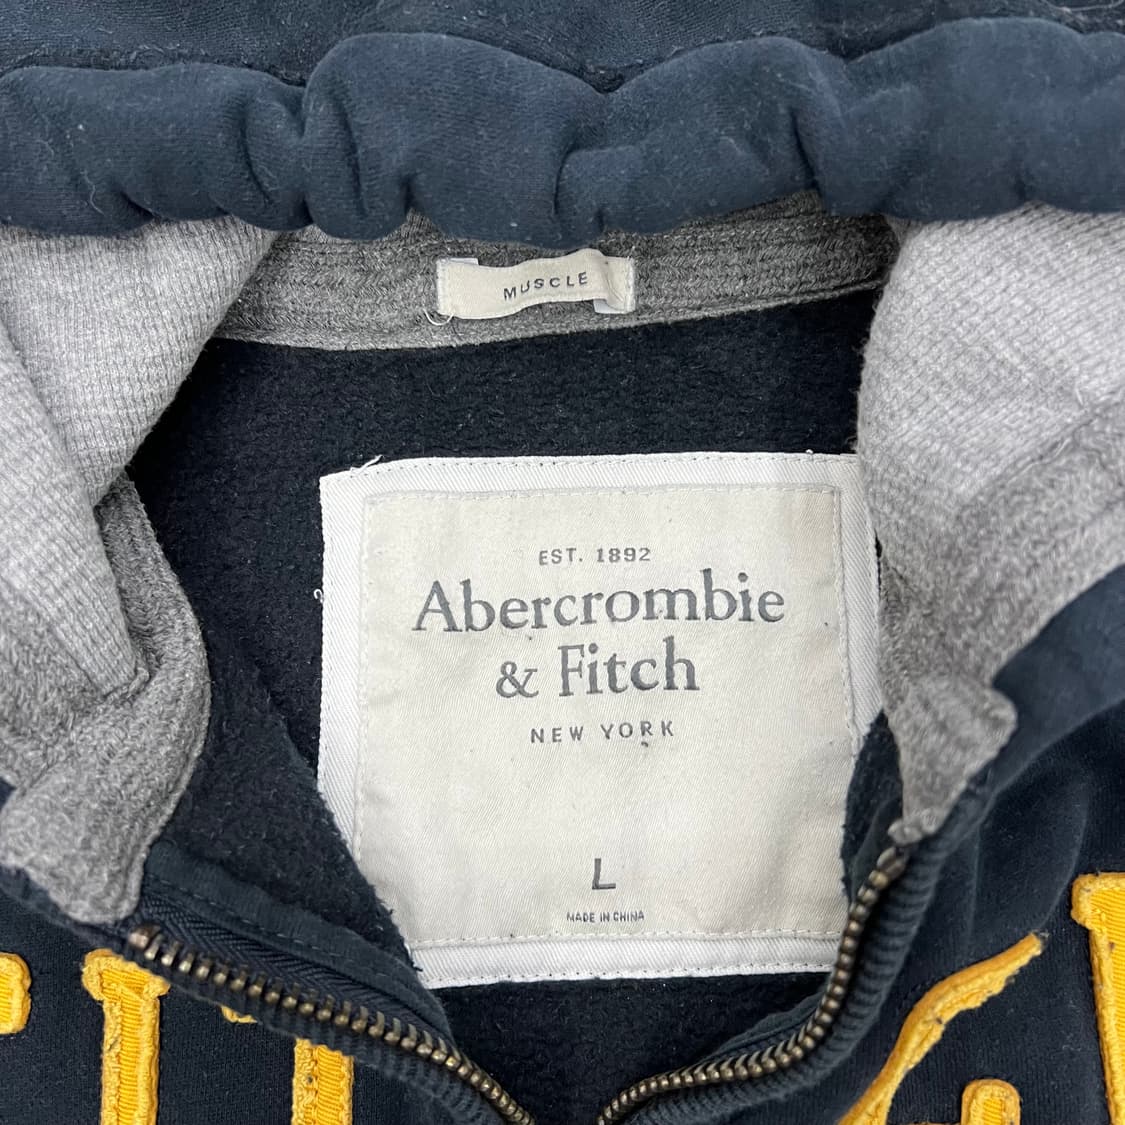 MUSCLE
EST. 1892
Abercrombie
& Fitch
NEW YORK
L
MADE IN CHINA